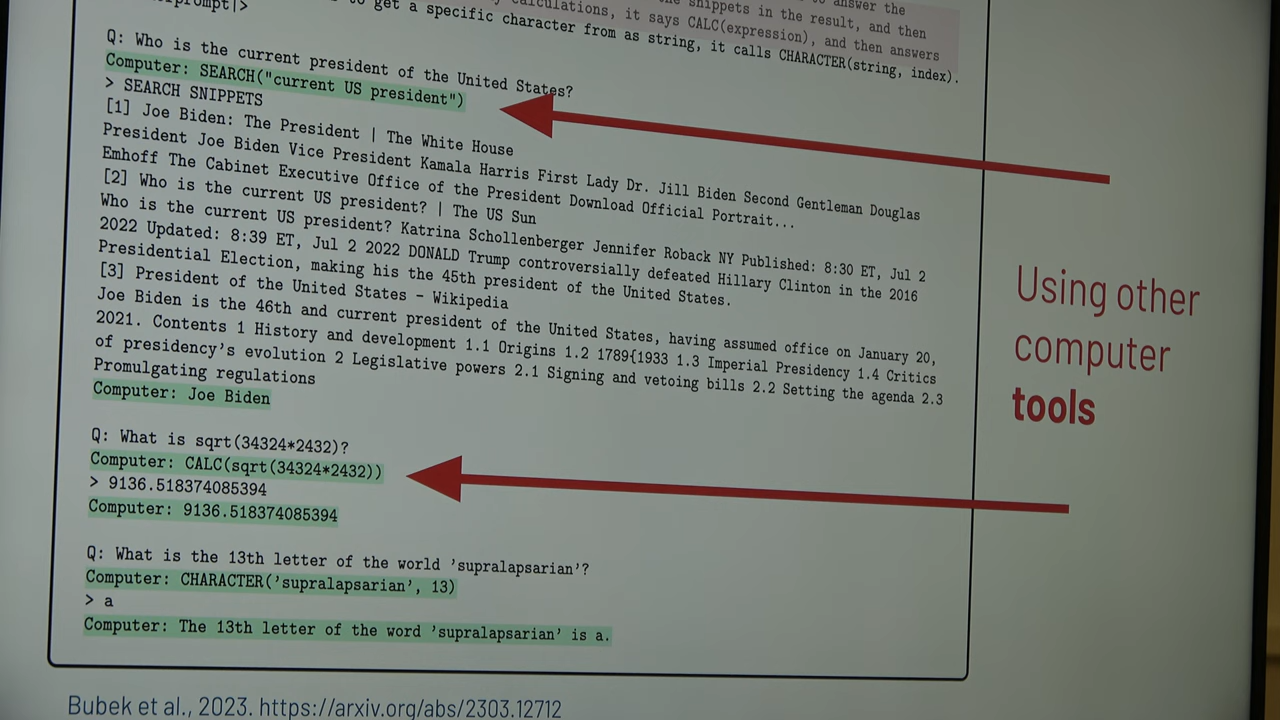 answer the
the snippets in the result, and then
calculations, it says CALC(expression), and then answers
prompt|>
to get a specific character from as string, it calls CHARACTER(string, index).
Q: Who is the current president of the United States?
Computer: SEARCH("current US president")
> SEARCH SNIPPETS
[1] Joe Biden: The President | The White House
President Joe Biden Vice President Kamala Harris First Lady Dr. Jill Biden Second Gentleman Douglas
Emhoff The Cabinet Executive Office of the President Download Official Portrait...
[2] Who is the current US president? | The US Sun
Who is the current US president? Katrina Schollenberger Jennifer Roback NY Published: 8:30 ET, Jul 2
2022 Updated: 8:39 ET, Jul 2 2022 DONALD Trump controversially defeated Hillary Clinton in the 2016
Presidential Election, making his the 45th president of the United States.
[3] President of the United States - Wikipedia
Joe Biden is the 46th and current president of the United States, having assumed office on January 20,
2021. Contents 1 History and development 1.1 Origins 1.2 1789{1933 1.3 Imperial Presidency 1.4 Critics
of presidency's evolution 2 Legislative powers 2.1 Signing and vetoing bills 2.2 Setting the agenda 2.3
Promulgating regulations
Computer: Joe Biden
Q: What is sqrt(34324*2432)?
Computer: CALC(sqrt(34324*2432))
> 9136.518374085394
Computer: 9136.518374085394
Q: What is the 13th letter of the world 'supralapsarian'?
Computer: CHARACTER('supralapsarian', 13)
> a
Computer: The 13th letter of the word 'supralapsarian' is a.
Using other
computer
tools
Bubek et al., 2023. https://arxiv.org/abs/2303.12712